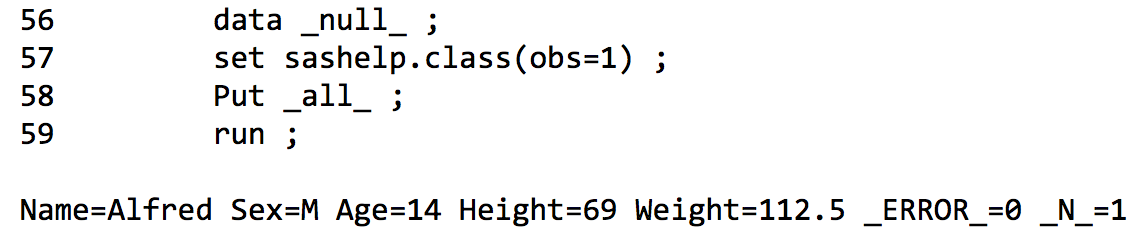 56 data _null_ ;
57 set sashelp.class(obs=1) ;
58 Put _all_ ;
59 run ;
Name=Alfred Sex=M Age=14 Height=69 Weight=112.5 _ERROR_=0 _N_=1